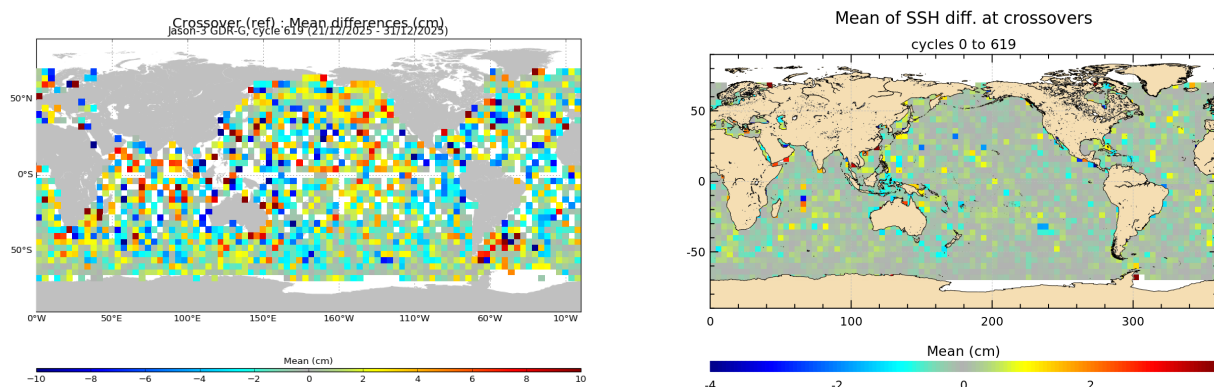 Crossover (ref) : Mean differences (cm)
Jason-3 GDR-G, cycle 619 (21/12/2025 - 31/12/2025)
50°N
0°S
50°S
0°W 50°E 100°E 150°E 160°W 110°W 60°W 10°W
Mean (cm)
−10 −8 −6 −4 −2 0 2 4 6 8 10
Mean of SSH diff. at crossovers
cycles 0 to 619
50
0
-50
0 100 200 300
Mean (cm)
-4 -2 0 2